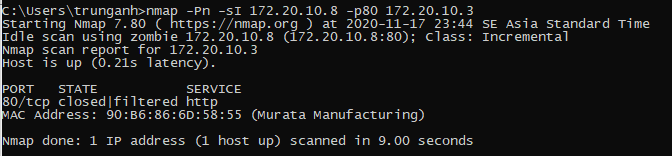 C:\Users\trunganh>nmap -Pn -sI 172.20.10.8 -p80 172.20.10.3
Starting Nmap 7.80 ( https://nmap.org ) at 2020-11-17 23:44 SE Asia Standard Time
Idle scan using zombie 172.20.10.8 (172.20.10.8:80); Class: Incremental
Nmap scan report for 172.20.10.3
Host is up (0.21s latency).
PORT STATE SERVICE
80/tcp closed|filtered http
MAC Address: 90:B6:86:6D:58:55 (Murata Manufacturing)
Nmap done: 1 IP address (1 host up) scanned in 9.00 seconds